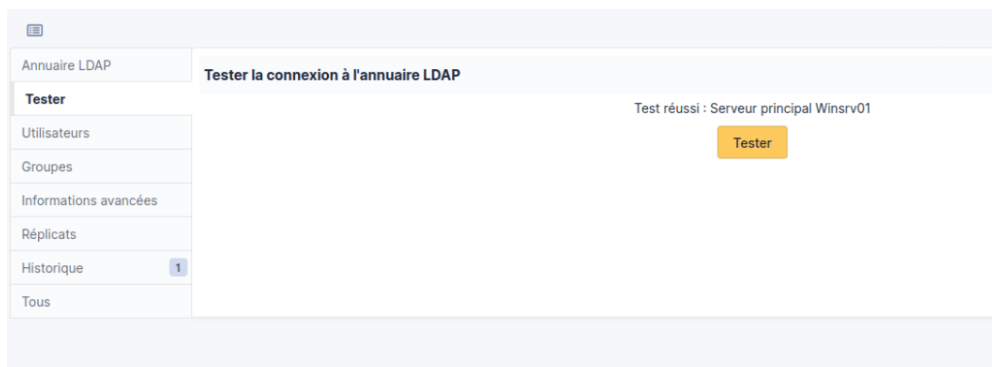 Annuaire LDAP
Tester
Utilisateurs
Groupes
Informations avancées
Réplicats
Historique 1
Tous
Tester la connexion à l'annuaire LDAP
Test réussi : Serveur principal Winsrv01
Tester